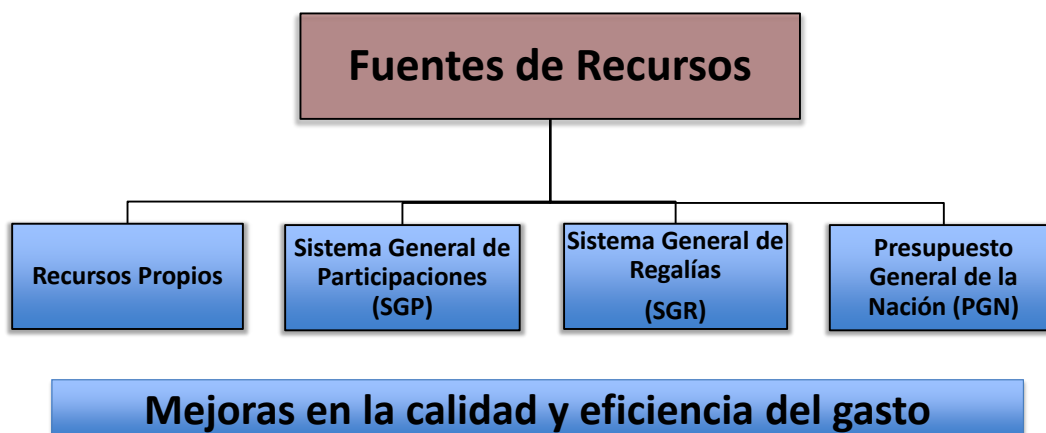 Fuentes de Recursos
Recursos Propios
Sistema General de
Participaciones
(SGP)
Sistema General de
Regalías
(SGR)
Presupuesto
General de la
Nación (PGN)
Mejoras en la calidad y eficiencia del gasto